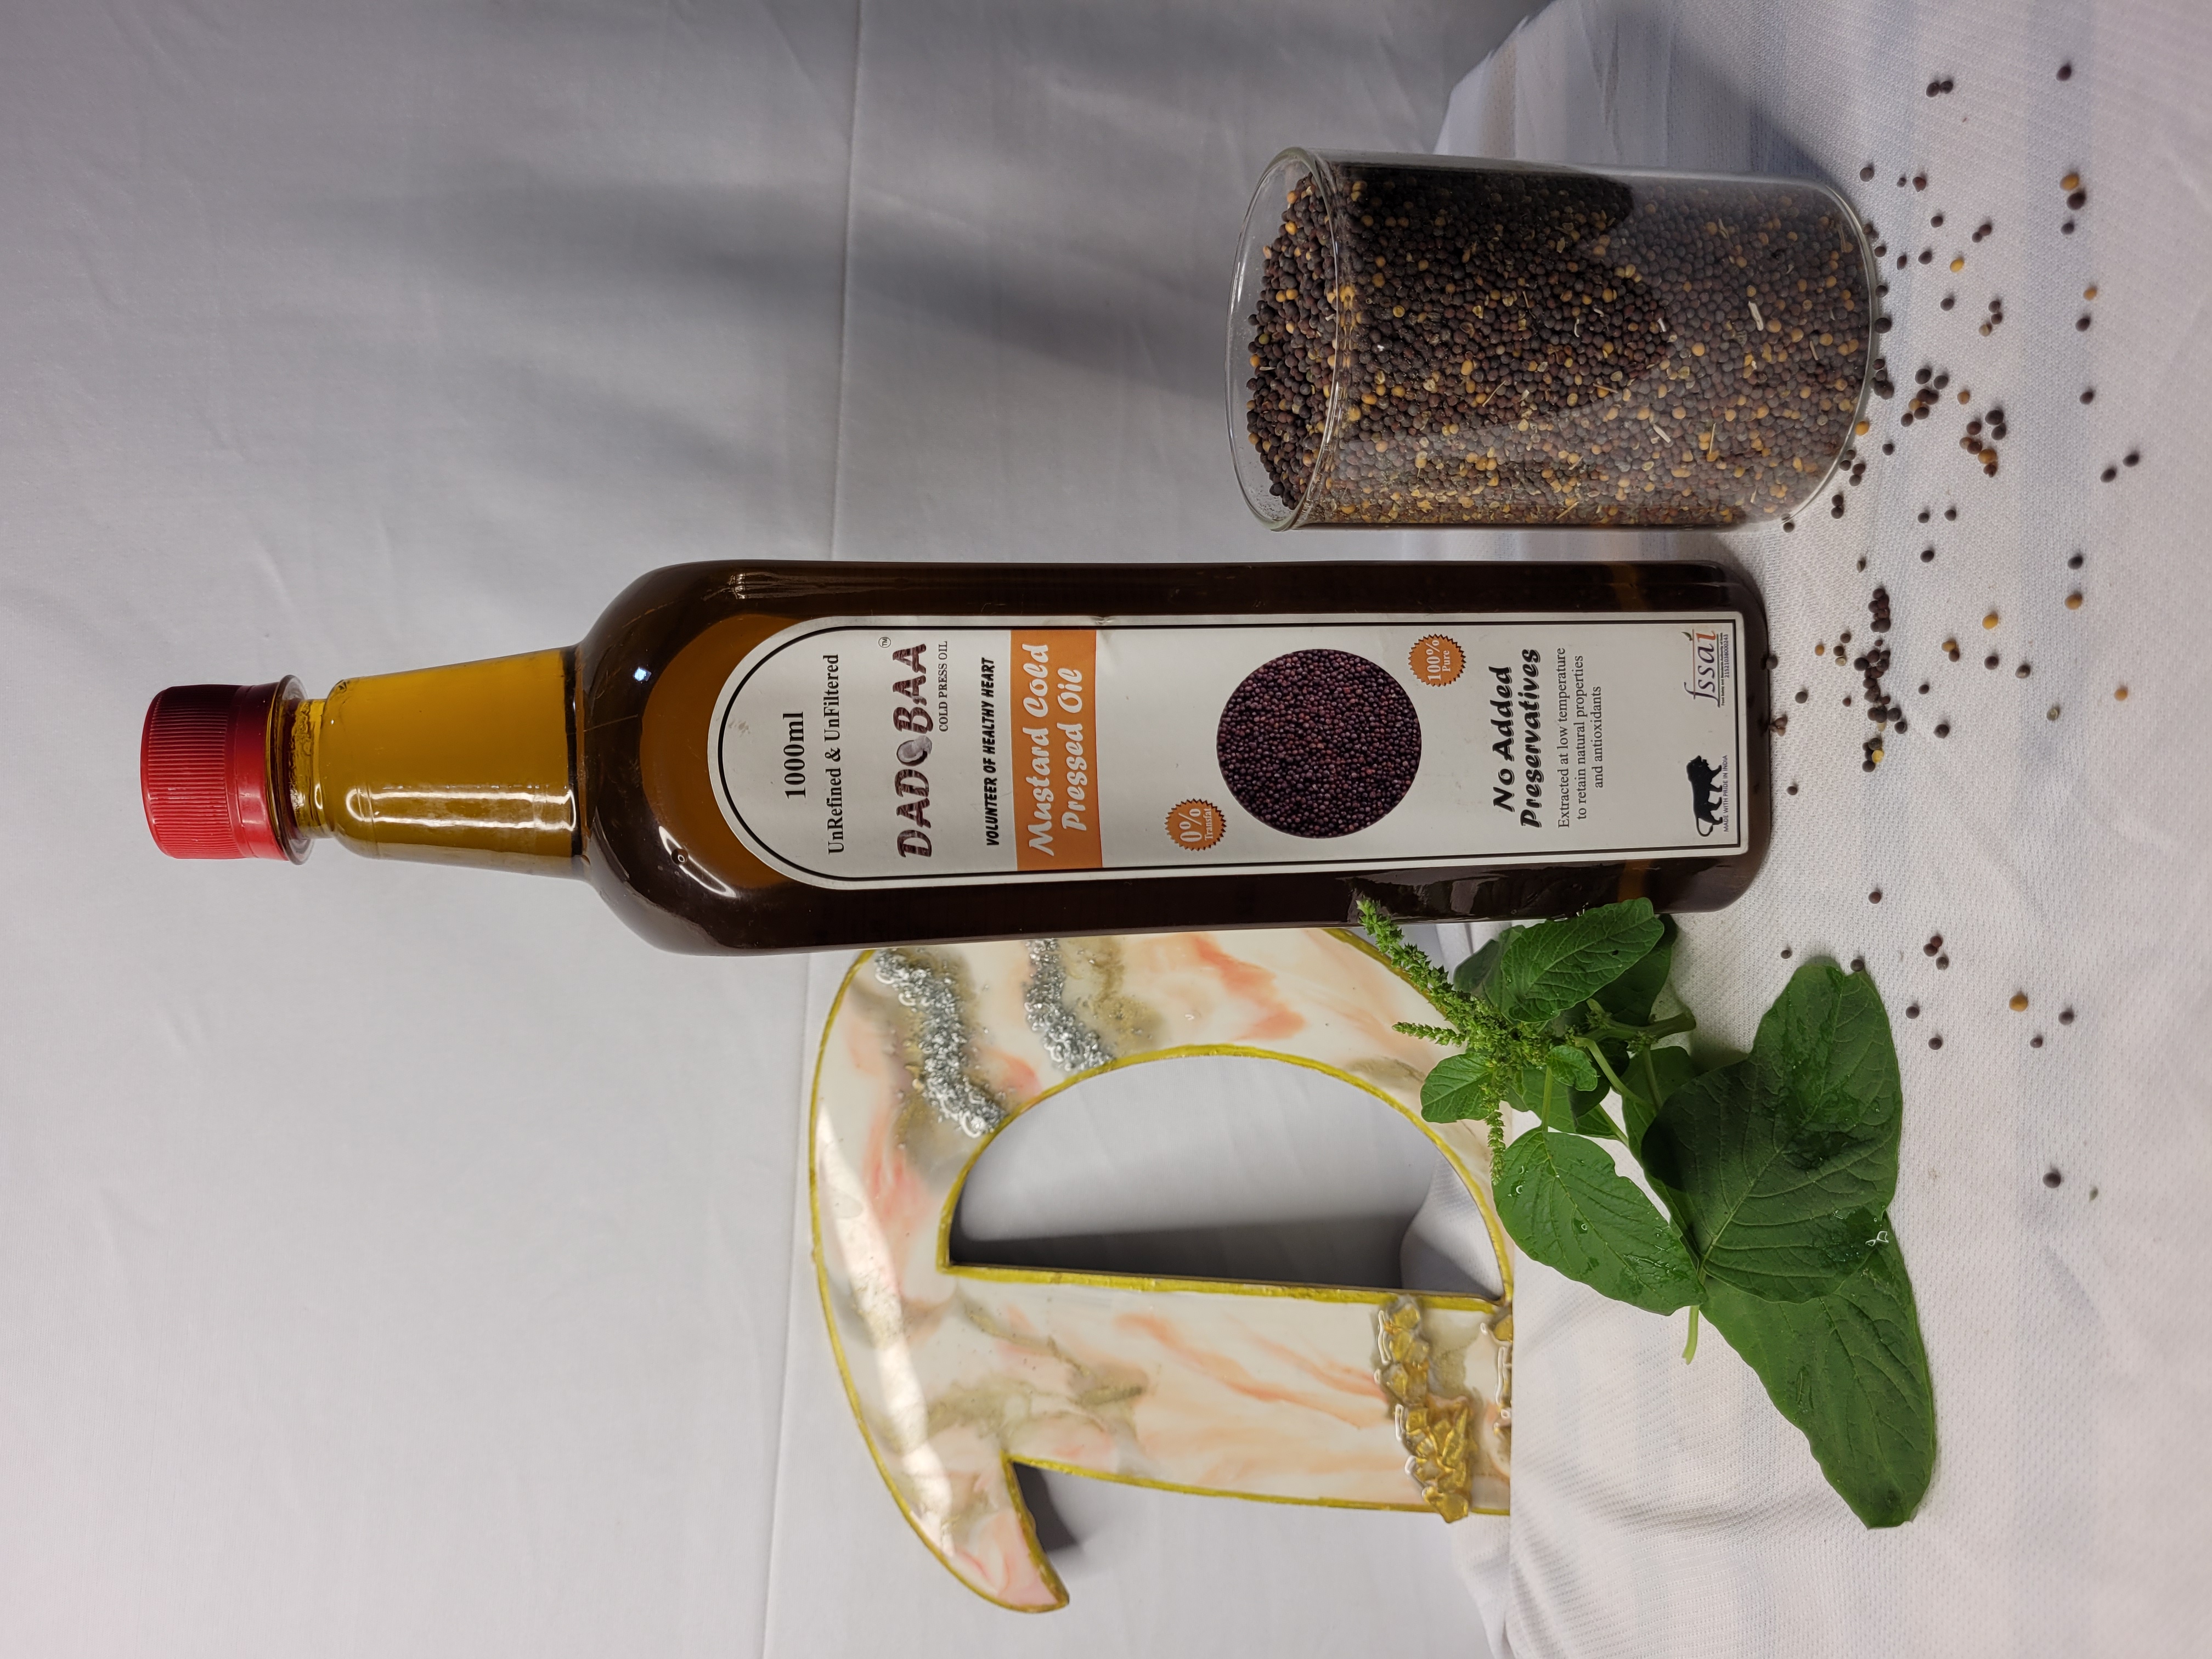 1000ml
UnRefined & UnFiltered
DADOBAA TM
COLD PRESS OIL
VOLUNTEER OF HEALTHY HEART
Mustard Cold
Pressed Oil
0%
Transfat
100%
Pure
No Added
Preservatives
Extracted at low temperature
to retain natural properties
and antioxidants
MADE WITH PRIDE IN INDIA
fssai
D